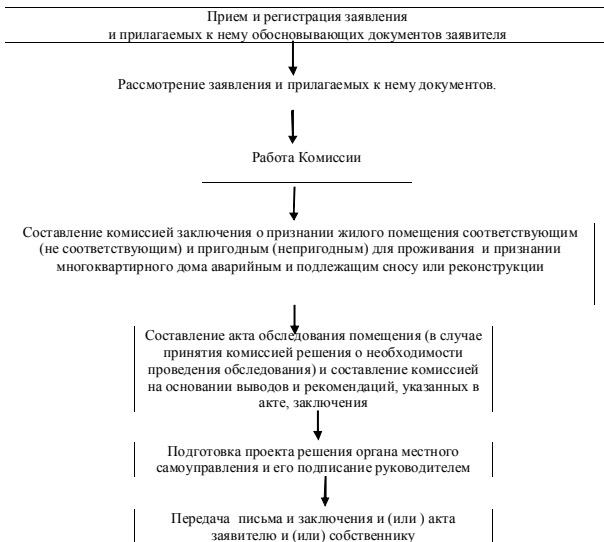 Прием и регистрация заявления
и прилагаемых к нему обосновывающих документов заявителя
Рассмотрение заявления и прилагаемых к нему документов.
Работа Комиссии
Составление комиссией заключения о признании жилого помещения соответствующим
(не соответствующим) и пригодным (непригодным) для проживания и признании
многоквартирного дома аварийным и подлежащим сносу или реконструкции
Составление акта обследования помещения (в случае
принятия комиссией решения о необходимости
проведения обследования) и составление комиссией
на основании выводов и рекомендаций, указанных в
акте, заключения
Подготовка проекта решения органа местного
самоуправления и его подписание руководителем
Передача письма и заключения и (или ) акта
заявителю и (или) собственнику